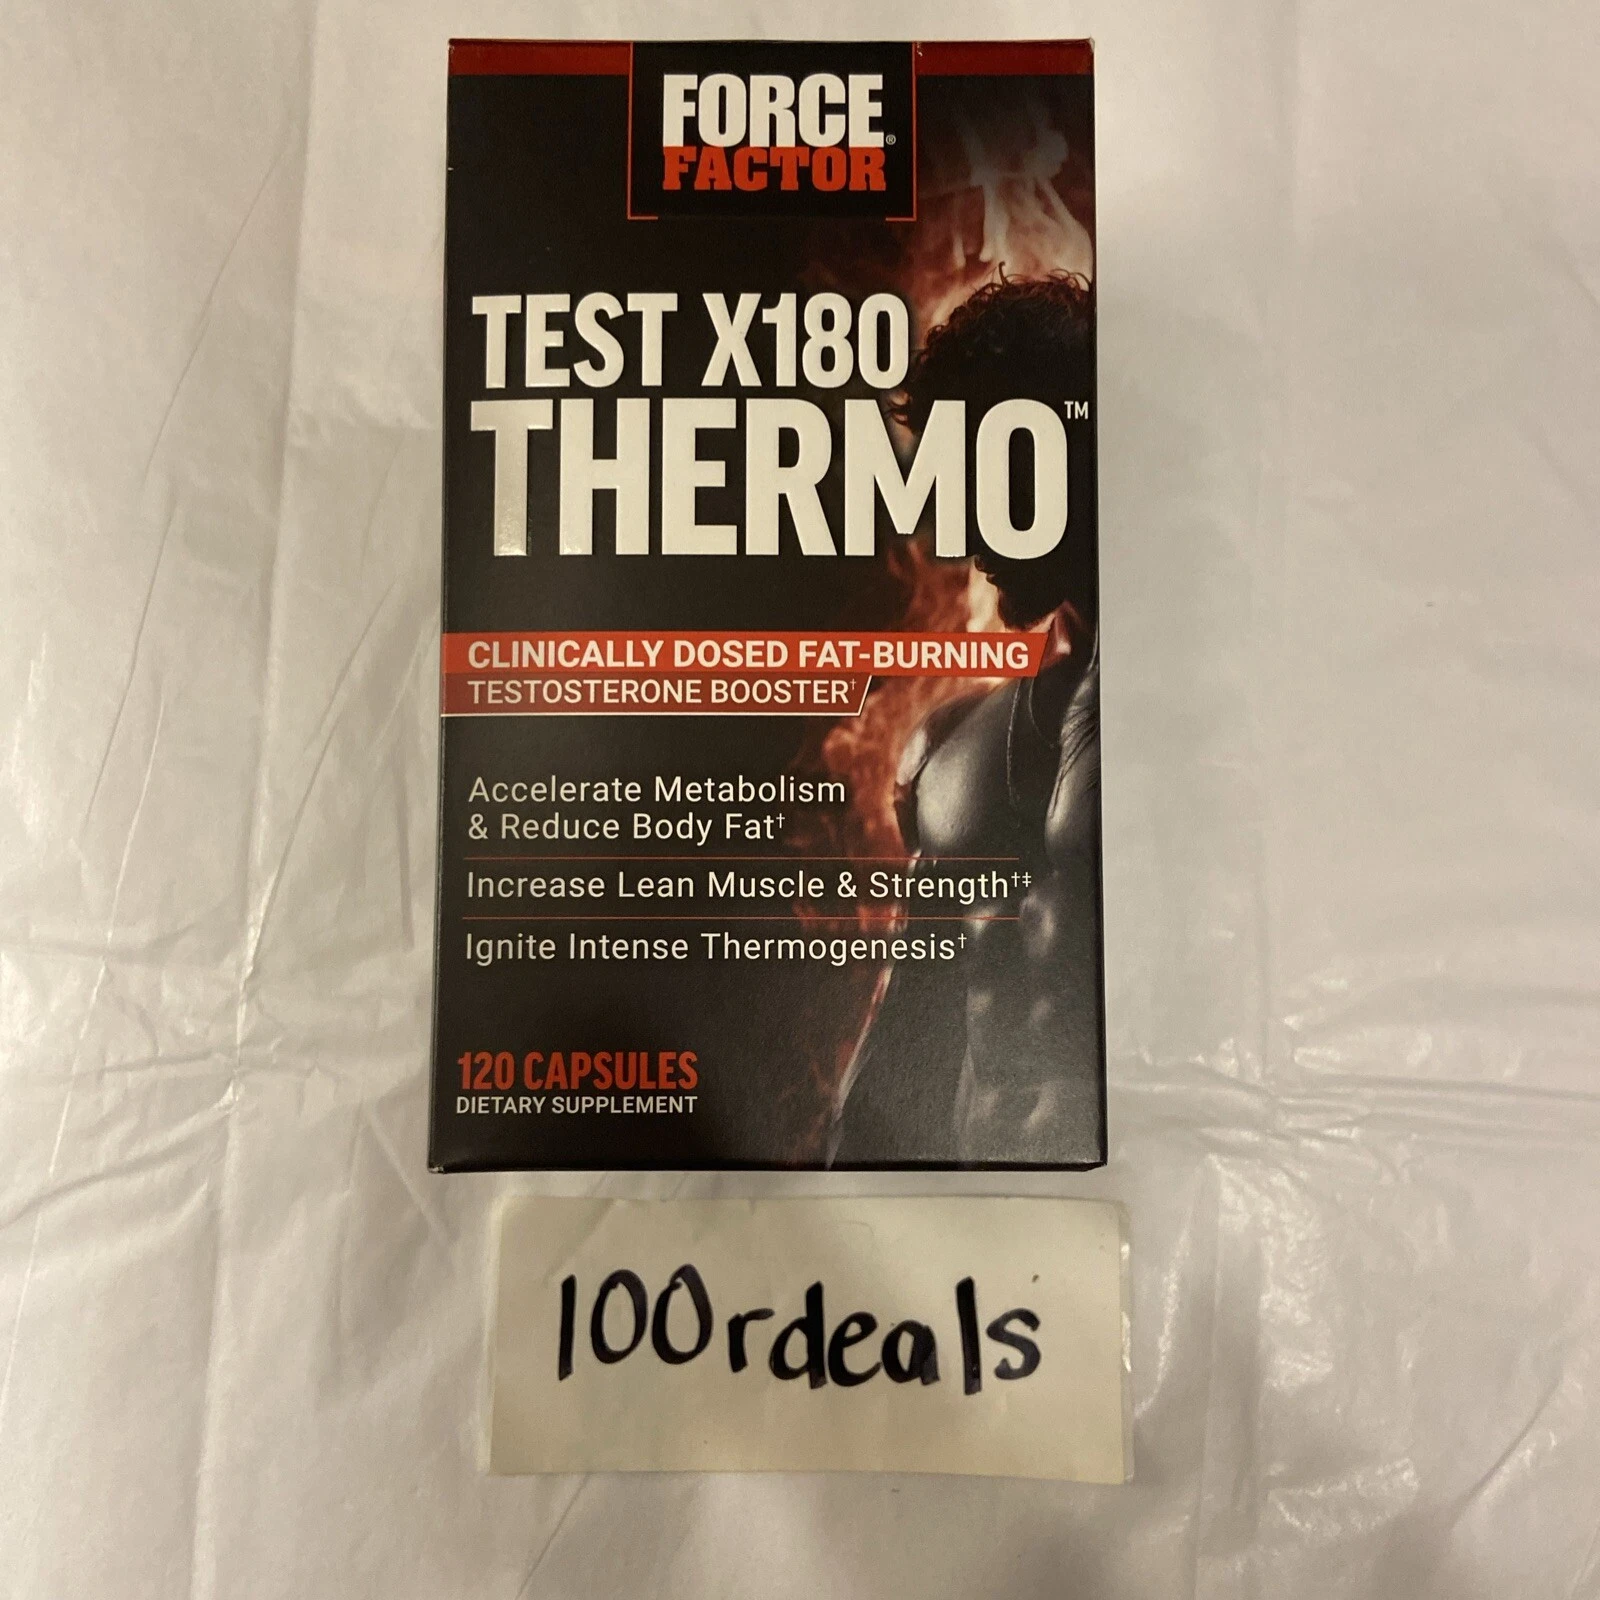 FORCE®
FACTOR
TEST X180
THERMO™
CLINICALLY DOSED FAT-BURNING
TESTOSTERONE BOOSTER†
Accelerate Metabolism
& Reduce Body Fat†
Increase Lean Muscle & Strength†‡
Ignite Intense Thermogenesis†
120 CAPSULES
DIETARY SUPPLEMENT
100rdeals